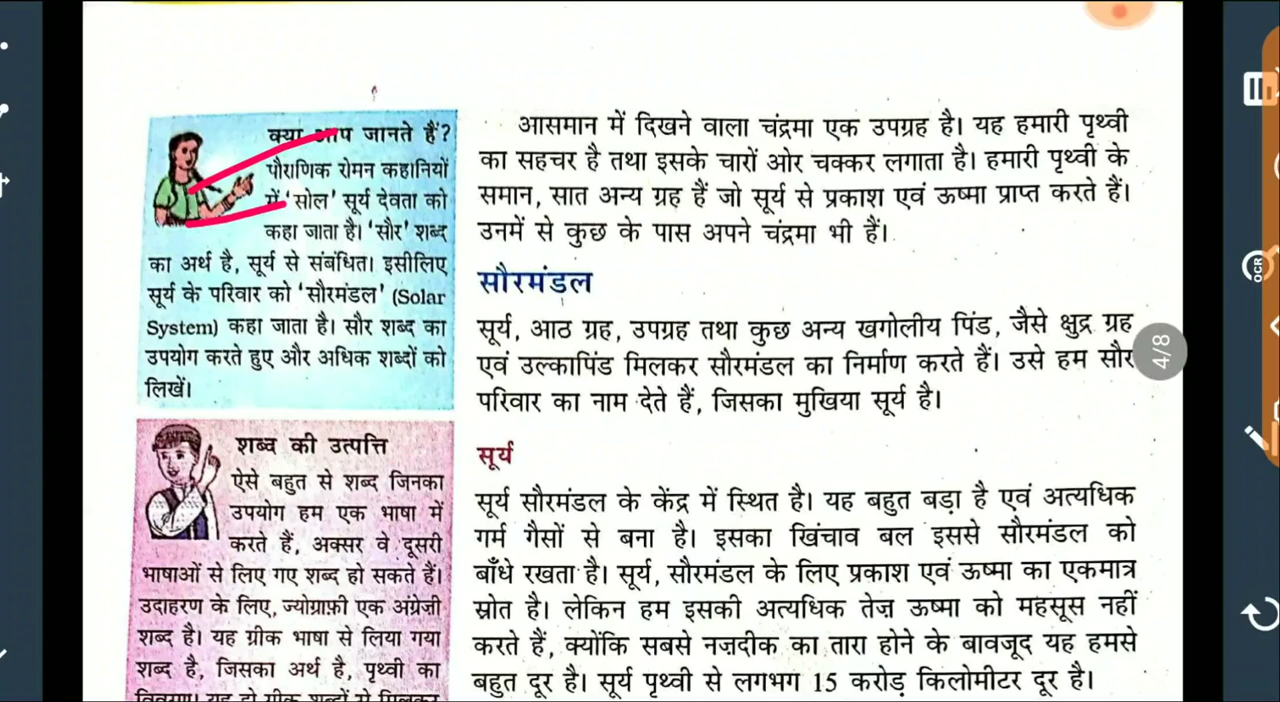 क्या आप जानते हैं?
पौराणिक रोमन कहानियों
में 'सोल' सूर्य देवता को
कहा जाता है। 'सौर' शब्द
का अर्थ है, सूर्य से संबंधित। इसीलिए
सूर्य के परिवार को 'सौरमंडल' (Solar
System) कहा जाता है। सौर शब्द का
उपयोग करते हुए और अधिक शब्दों को
लिखें।
शब्द की उत्पत्ति
ऐसे बहुत से शब्द जिनका
उपयोग हम एक भाषा में
करते हैं, अक्सर वे दूसरी
भाषाओं से लिए गए शब्द हो सकते हैं।
उदाहरण के लिए, ज्योग्राफ़ी एक अंग्रेजी
शब्द है। यह ग्रीक भाषा से लिया गया
शब्द है, जिसका अर्थ है, पृथ्वी का
आसमान में दिखने वाला चंद्रमा एक उपग्रह है। यह हमारी पृथ्वी
का सहचर है तथा इसके चारों ओर चक्कर लगाता है। हमारी पृथ्वी के
समान, सात अन्य ग्रह हैं जो सूर्य से प्रकाश एवं ऊष्मा प्राप्त करते हैं।
उनमें से कुछ के पास अपने चंद्रमा भी हैं।
सौरमंडल
सूर्य, आठ ग्रह, उपग्रह तथा कुछ अन्य खगोलीय पिंड, जैसे क्षुद्र ग्रह
एवं उल्कापिंड मिलकर सौरमंडल का निर्माण करते हैं। उसे हम सौर
परिवार का नाम देते हैं, जिसका मुखिया सूर्य है।
सूर्य
सूर्य सौरमंडल के केंद्र में स्थित है। यह बहुत बड़ा है एवं अत्यधिक
गर्म गैसों से बना है। इसका खिंचाव बल इससे सौरमंडल को
बाँधे रखता है। सूर्य, सौरमंडल के लिए प्रकाश एवं ऊष्मा का एकमात्र
स्रोत है। लेकिन हम इसकी अत्यधिक तेज़ ऊष्मा को महसूस नहीं
करते हैं, क्योंकि सबसे नज़दीक का तारा होने के बावजूद यह हमसे
बहुत दूर है। सूर्य पृथ्वी से लगभग 15 करोड़ किलोमीटर दूर है।
4/8
OCR